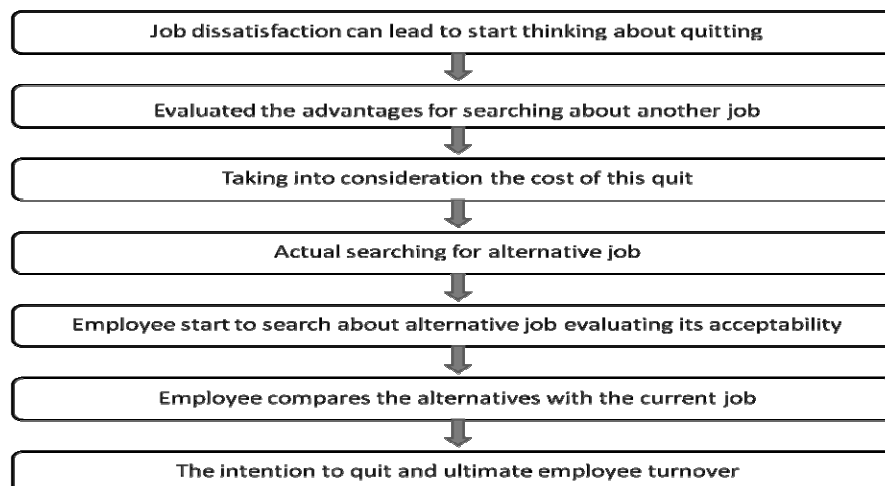 Job dissatisfaction can lead to start thinking about quitting
Evaluated the advantages for searching about another job
Taking into consideration the cost of this quit
Actual searching for alternative job
Employee start to search about alternative job evaluating its acceptability
Employee compares the alternatives with the current job
The intention to quit and ultimate employee turnover